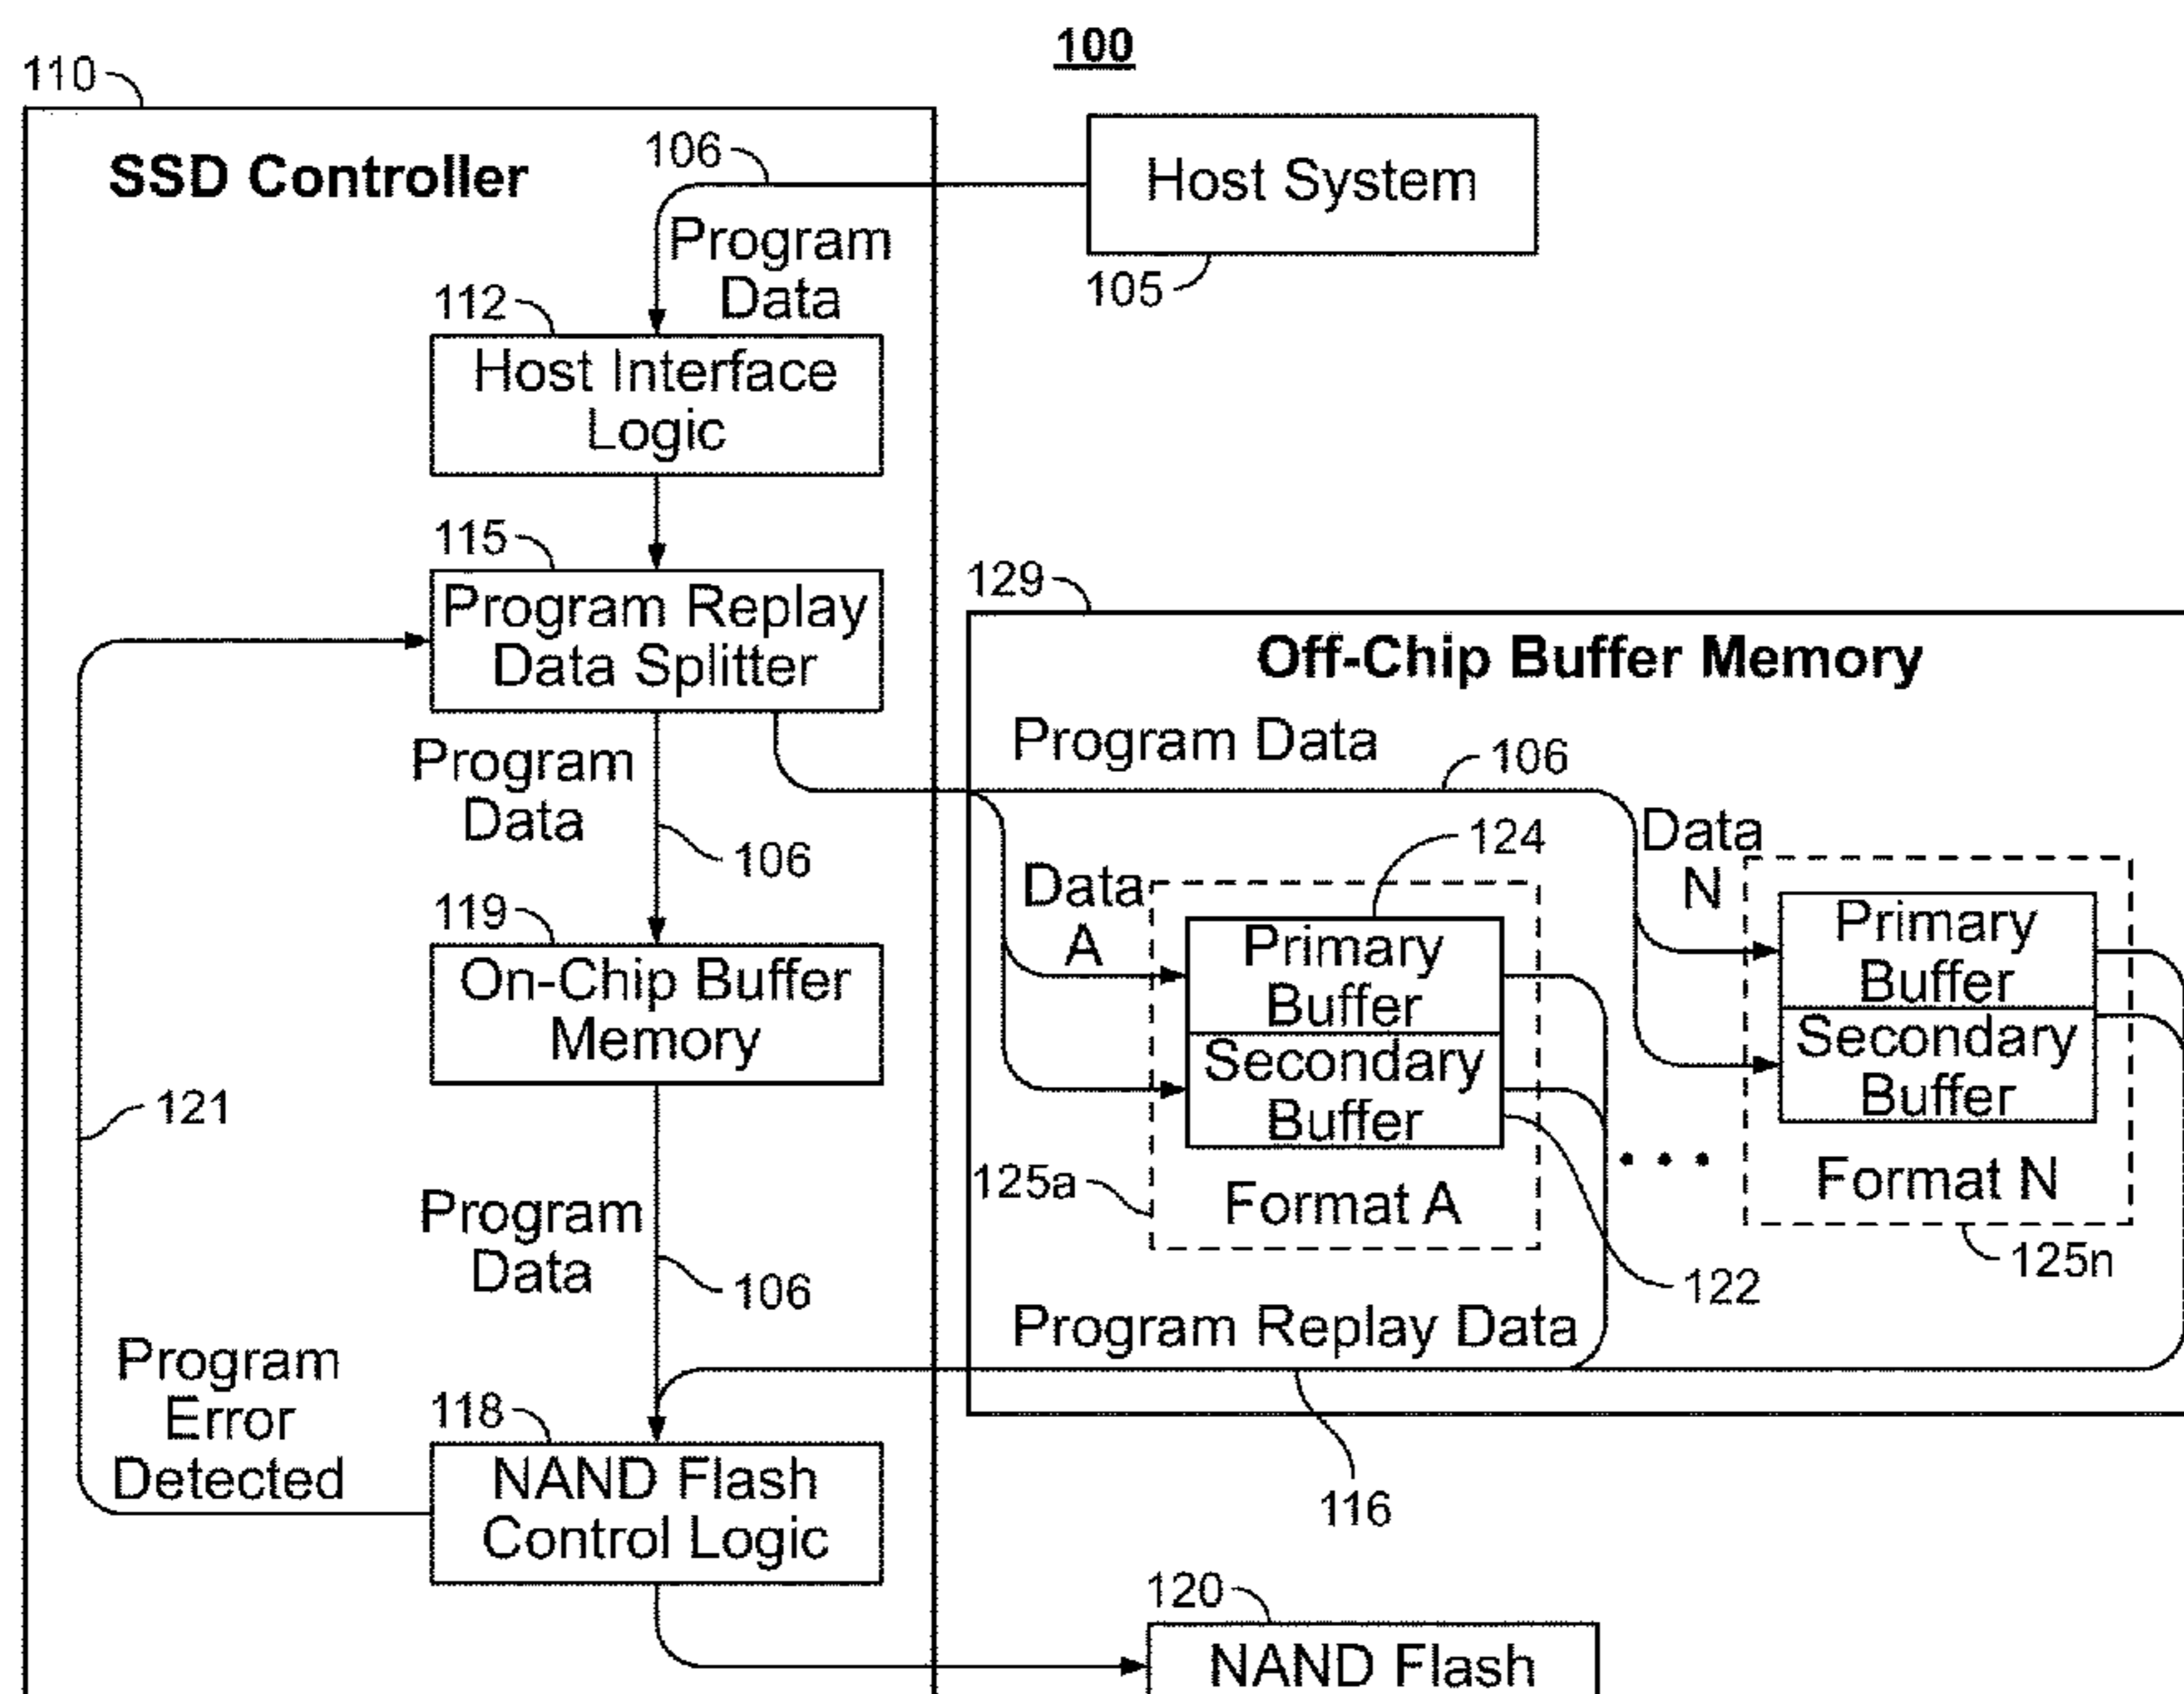 100
110
SSD Controller
106
Host System
105
Program
Data
112
Host Interface
Logic
115
Program Replay
Data Splitter
129
Off-Chip Buffer Memory
Program Data
106
Program
Data
106
Data
A
124
Primary
Buffer
Secondary
Buffer
125a
Format A
122
Data
N
Primary
Buffer
Secondary
Buffer
Format N
125n
119
On-Chip Buffer
Memory
121
Program
Data
106
Program Replay Data
116
Program
Error
Detected
118
NAND Flash
Control Logic
120
NAND Flash